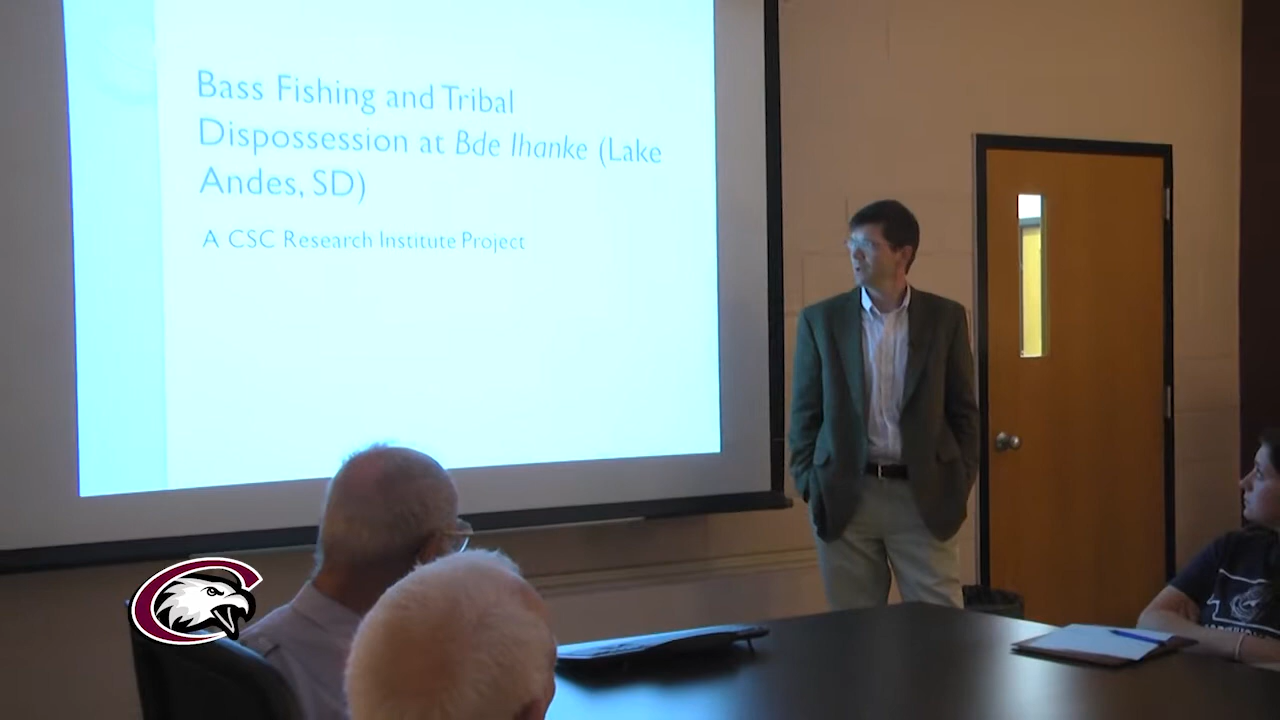 Bass Fishing and Tribal
Dispossession at Bde Ihanke (Lake
Andes, SD)
A CSC Research Institute Project
C